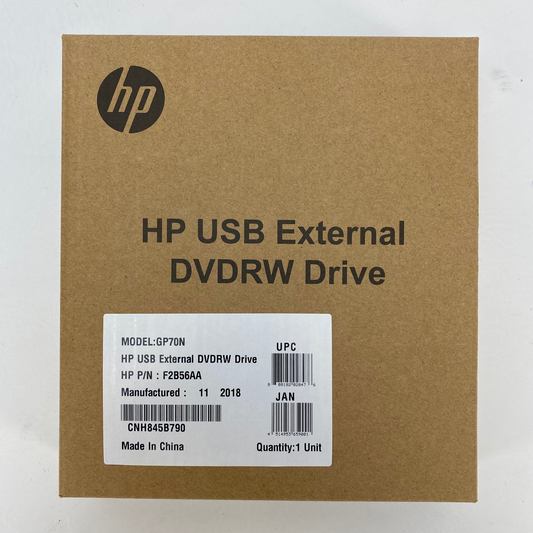 hp
HP USB External
DVDRW Drive
MODEL:GP70N
HP USB External DVDRW Drive
HP P/N : F2B56AA
Manufactured : 11 2018
CNH845B790
Made In China
UPC
JAN
Quantity:1 Unit